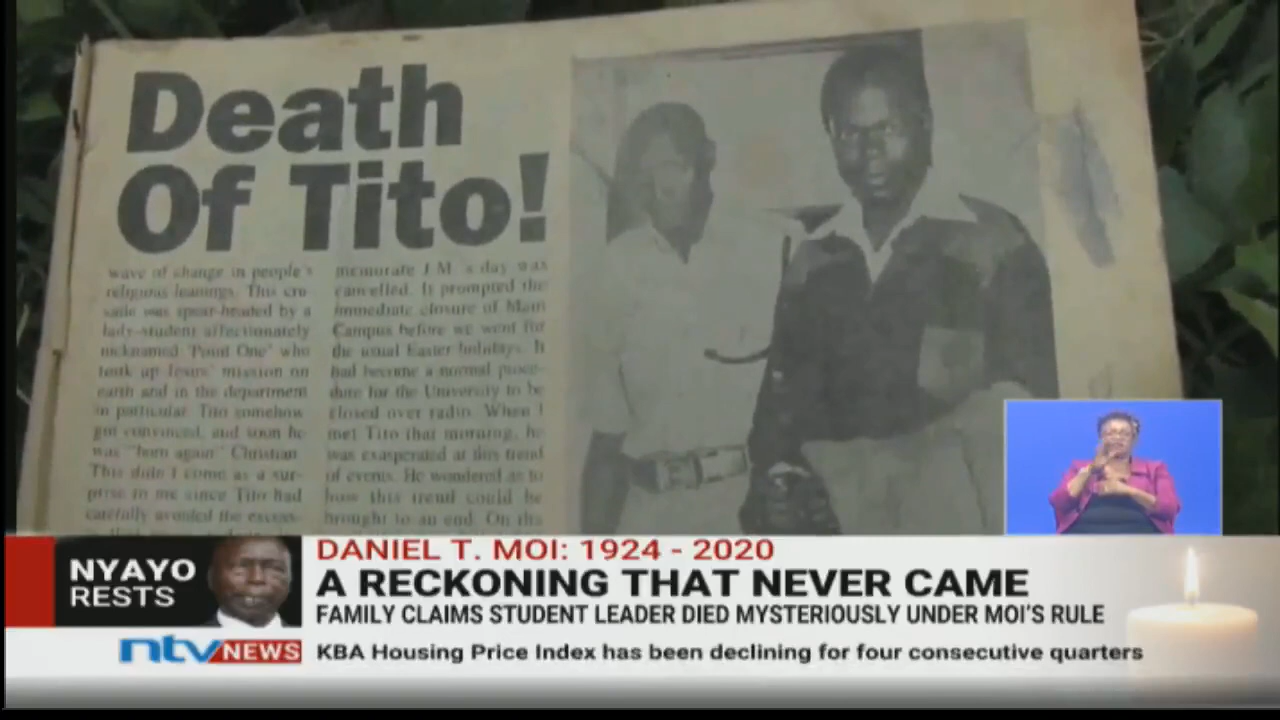 Death
Of Tito!
wave of change in people's
religious leanings. This cru-
sade was spear-headed by a
lady-student affectionately
nicknamed 'Point One' who
took up Jesus' mission on
earth and in the department
in particular. Tito somehow
got convinced, and soon he
was "born again" Christian.
This didn't come as a sur-
prise to me since Tito had
carefully avoided the excess-
memorate J M 's day was
cancelled. It prompted the
immediate closure of Main
Campus before we went for
the usual Easter holidays. It
had become a normal proce-
dure for the University to be
closed over radio. When I
met Tito that morning, he
was exasperated at this trend
of events. He wondered as to
how this trend could be
brought to an end. On this
NYAYO
RESTS
DANIEL T. MOI: 1924 - 2020
A RECKONING THAT NEVER CAME
FAMILY CLAIMS STUDENT LEADER DIED MYSTERIOUSLY UNDER MOI'S RULE
ntv NEWS
KBA Housing Price Index has been declining for four consecutive quarters